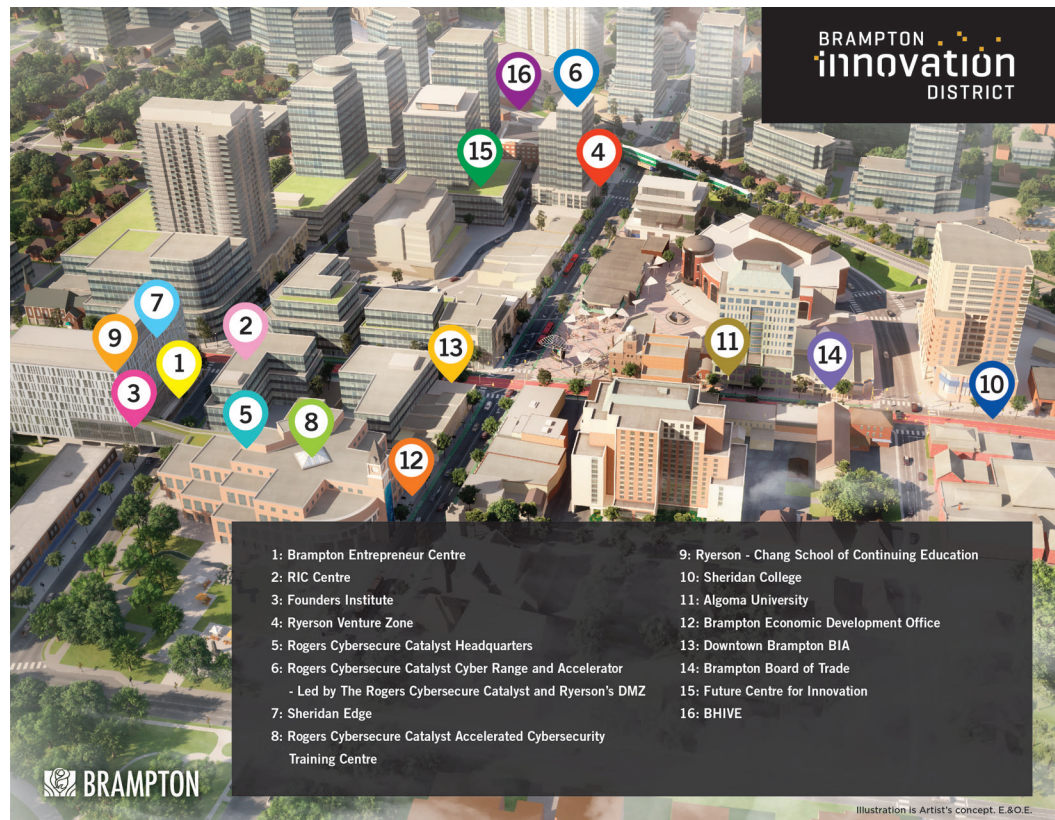 BRAMPTON
innovation
DISTRICT
16
6
15
4
7
9
2
1
13
11
14
3
10
5
8
12
1: Brampton Entrepreneur Centre
2: RIC Centre
3: Founders Institute
4: Ryerson Venture Zone
5: Rogers Cybersecure Catalyst Headquarters
6: Rogers Cybersecure Catalyst Cyber Range and Accelerator
- Led by The Rogers Cybersecure Catalyst and Ryerson's DMZ
7: Sheridan Edge
8: Rogers Cybersecure Catalyst Accelerated Cybersecurity
Training Centre
9: Ryerson - Chang School of Continuing Education
10: Sheridan College
11: Algoma University
12: Brampton Economic Development Office
13: Downtown Brampton BIA
14: Brampton Board of Trade
15: Future Centre for Innovation
16: BHIVE
BRAMPTON
Illustration is Artist's concept. E.&O.E.